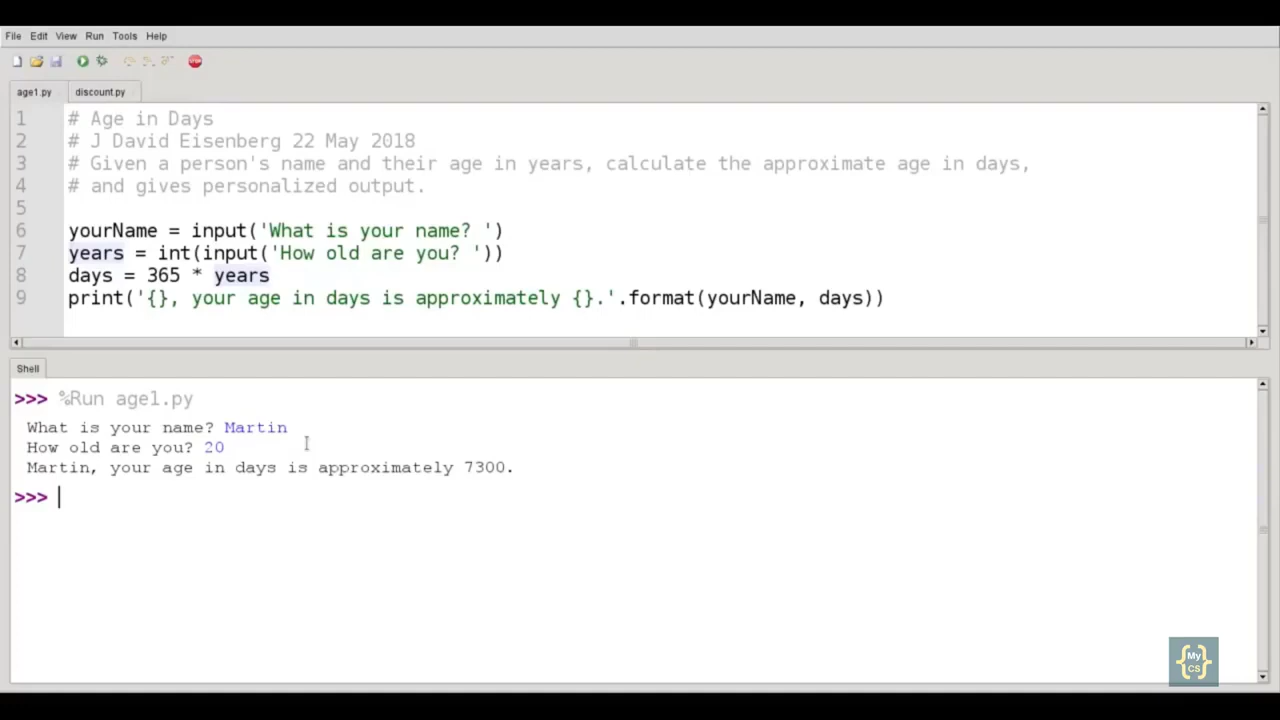 File Edit View Run Tools Help
age1.py discount.py
1 # Age in Days
2 # J David Eisenberg 22 May 2018
3 # Given a person's name and their age in years, calculate the approximate age in days,
4 # and gives personalized output.
5
6 yourName = input('What is your name? ')
7 years = int(input('How old are you? '))
8 days = 365 * years
9 print('{}, your age in days is approximately {}.'.format(yourName, days))
Shell
>>> %Run age1.py
What is your name? Martin
How old are you? 20
Martin, your age in days is approximately 7300.
>>>
{My}
CS